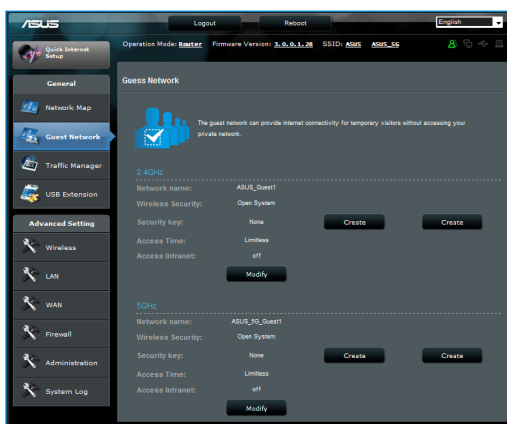 ASUS Logout Reboot English
Quick Internet Setup
Operation Mode: Router Firmware Version: 3.0.0.1.28 SSID: ASUS ASUS_5G
General
Network Map
Guest Network
Traffic Manager
USB Extension
Advanced Setting
Wireless
LAN
WAN
Firewall
Administration
System Log
Guess Network
The guest network can provide internet connectivity for temporary visitors without accessing your
private network.
2.4GHz
Network name: ASUS_Guest1
Wireless Security: Open System
Security key: None Create Create
Access Time: Limitless
Access Intranet: off
Modify
5GHz
Network name: ASUS_5G_Guest1
Wireless Security: Open System
Security key: None Create Create
Access Time: Limitless
Access Intranet: off
Modify